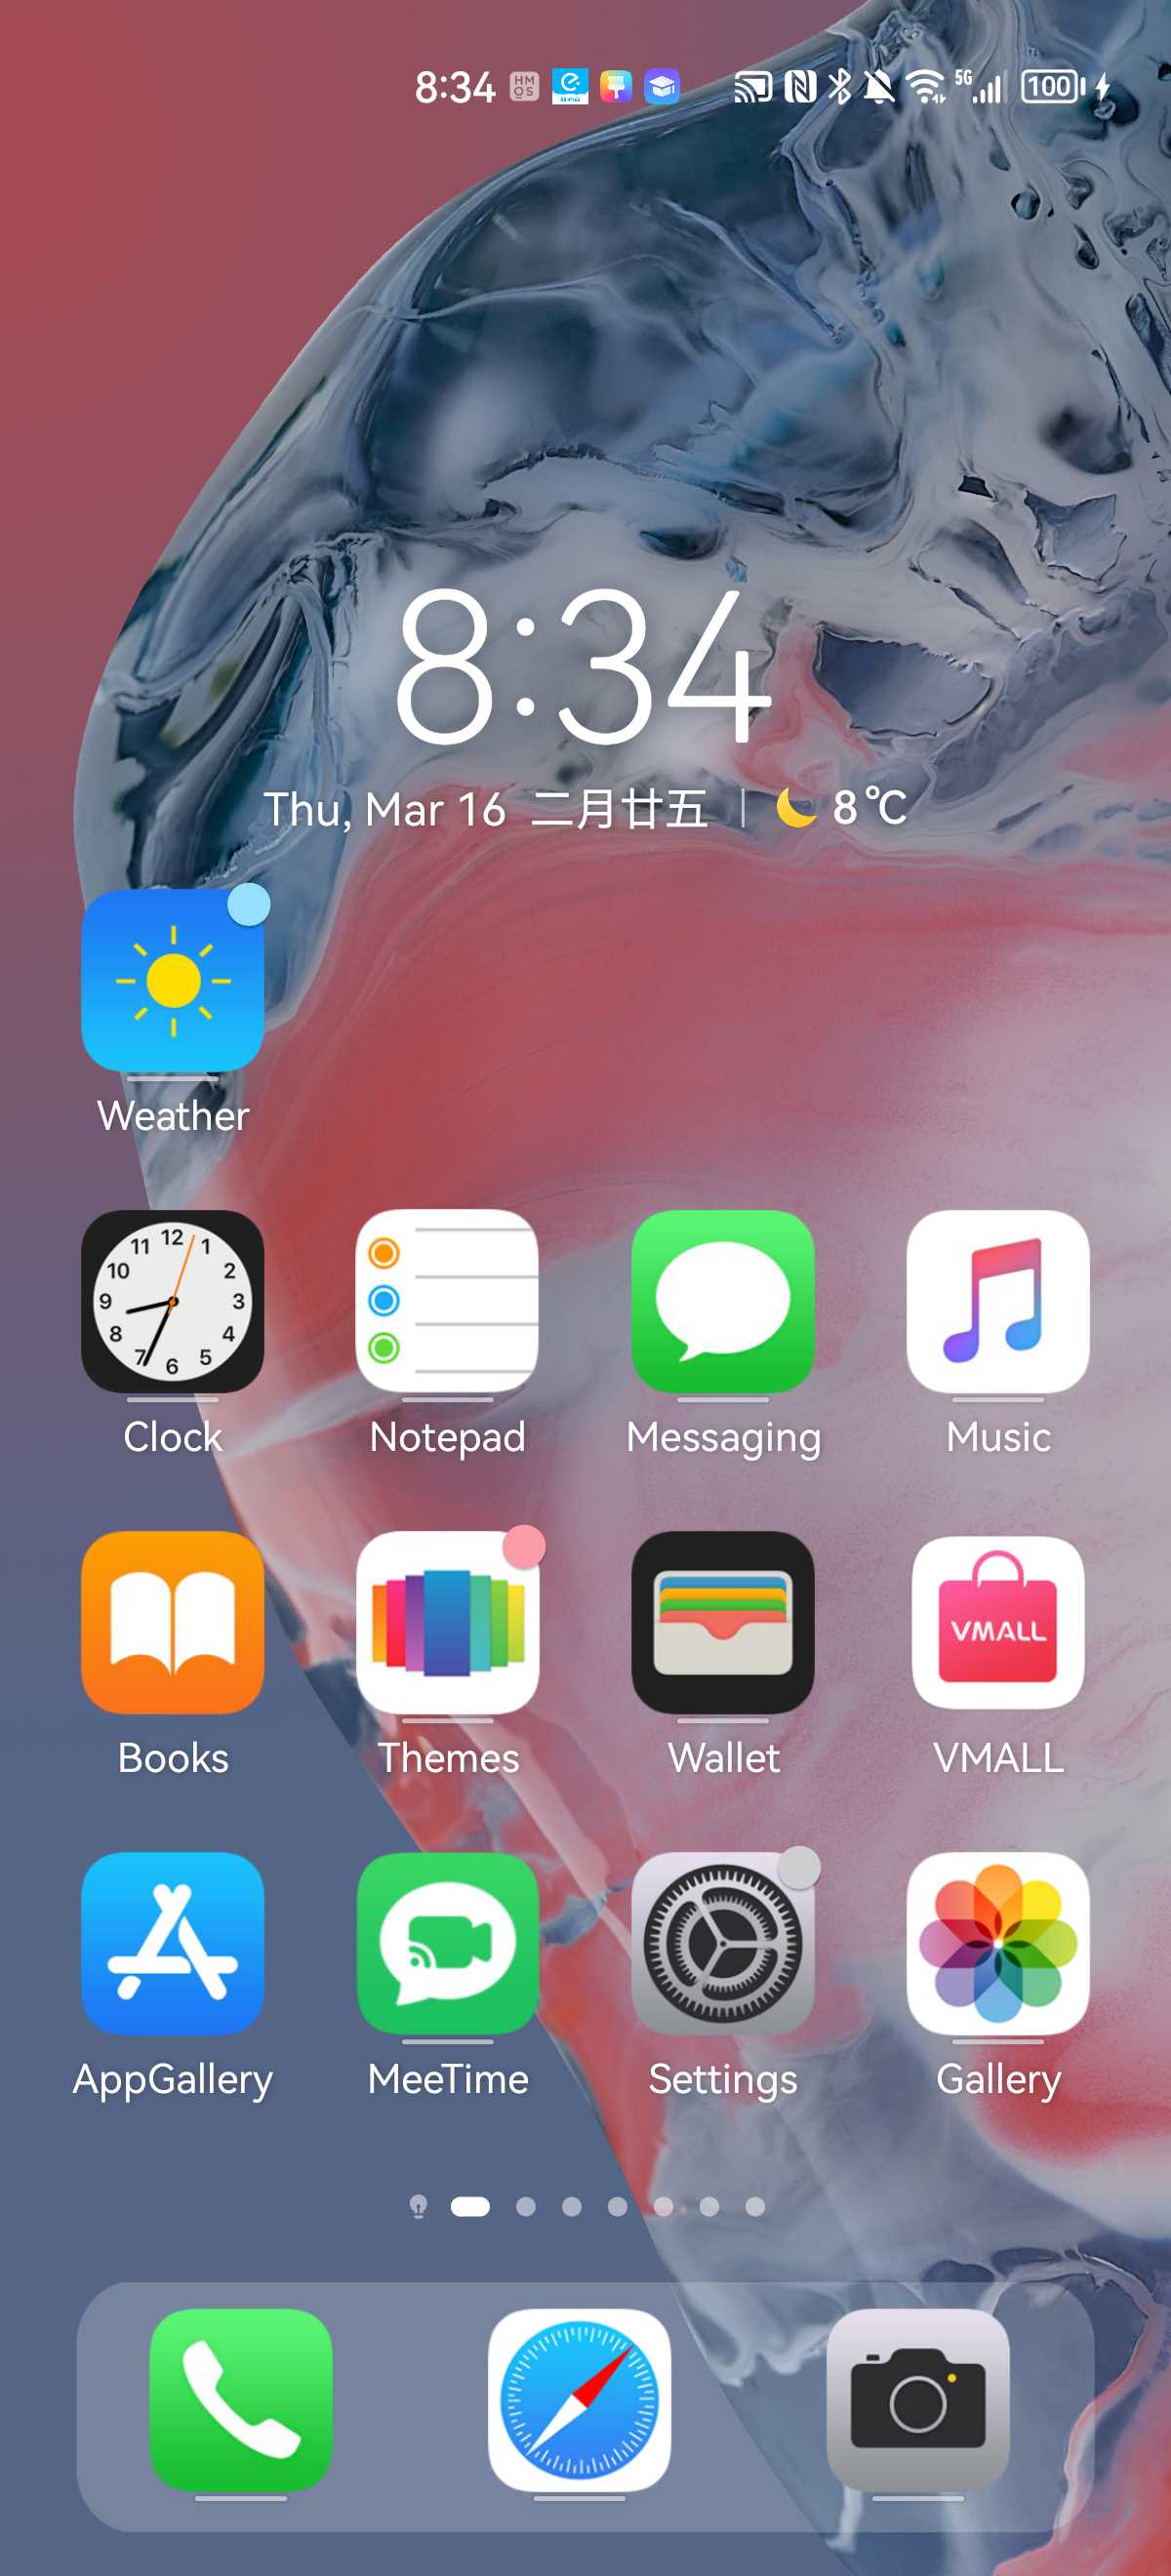 8:34 HM OS 5G 100
8:34
Thu, Mar 16 二月廿五 | 8℃
Weather
12 1 2 3 4 5 6 7 8 9 10 11
Clock Notepad Messaging Music
VMALL
Books Themes Wallet VMALL
AppGallery MeeTime Settings Gallery